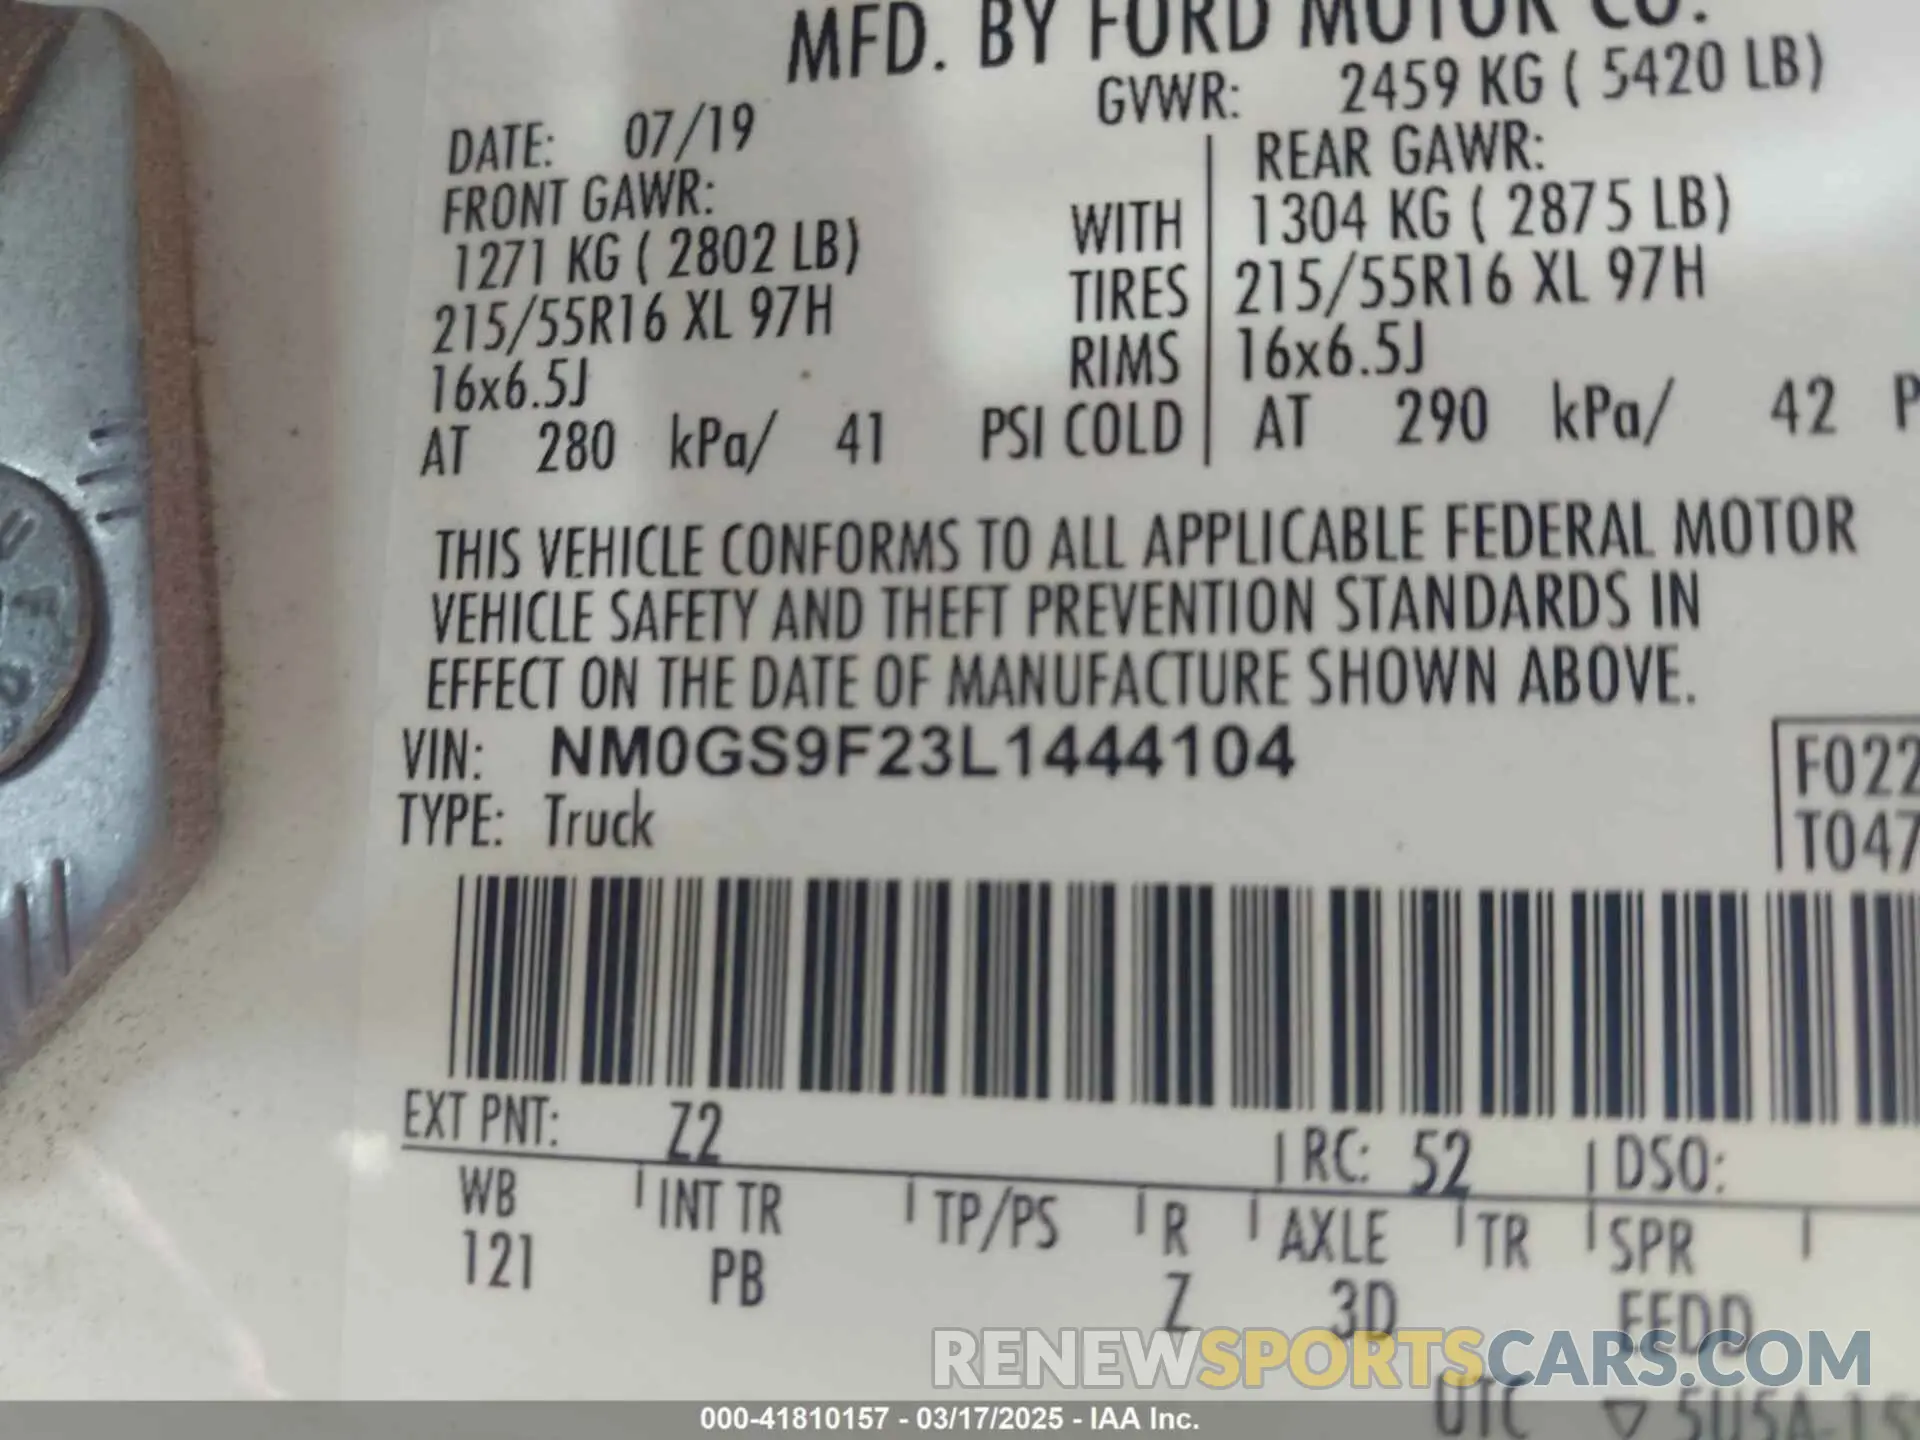 MFD. BY FORD MOTOR CO.
DATE: 07/19 GVWR: 2459 KG ( 5420 LB)
FRONT GAWR: REAR GAWR:
1271 KG ( 2802 LB) WITH 1304 KG ( 2875 LB)
215/55R16 XL 97H TIRES 215/55R16 XL 97H
16x6.5J RIMS 16x6.5J
AT 280 kPa/ 41 PSI COLD AT 290 kPa/ 42 P
THIS VEHICLE CONFORMS TO ALL APPLICABLE FEDERAL MOTOR
VEHICLE SAFETY AND THEFT PREVENTION STANDARDS IN
EFFECT ON THE DATE OF MANUFACTURE SHOWN ABOVE.
VIN: NM0GS9F23L1444104
TYPE: Truck
F022
T047
EXT PNT: Z2 RC: 52 DSO:
WB INT TR TP/PS R AXLE TR SPR
121 PB Z 3D EEDD
RENEWSPORTSCARS.COM
UTC
000-41810157 - 03/17/2025 - IAA Inc.